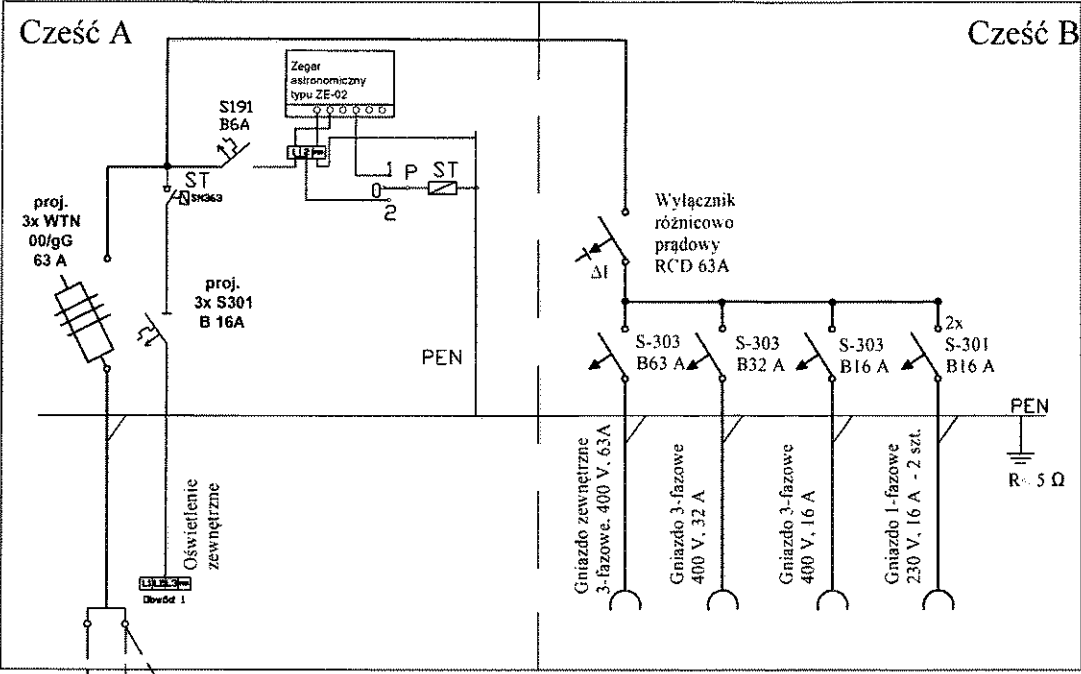 Cześć A
Cześć B
Zegar
astronomiczny
typu ZE-02
S191
B6A
1
P
ST
0
2
ST
SM363
proj.
3x WTN
00/gG
63 A
proj.
3x S301
B 16A
PEN
Wyłącznik
różnicowo
prądowy
RCD 63A
ΔI
S-303
B63 A
S-303
B32 A
S-303
B16 A
2x
S-301
B16 A
PEN
R< 5 Ω
Oświetlenie
zewnętrzne
Obwód 1
Gniazdo zewnętrzne
3-fazowe. 400 V. 63A
Gniazdo 3-fazowe
400 V. 32 A
Gniazdo 3-fazowe
400 V. 16 A
Gniazdo 1-fazowe
230 V. 16 A - 2 szt.